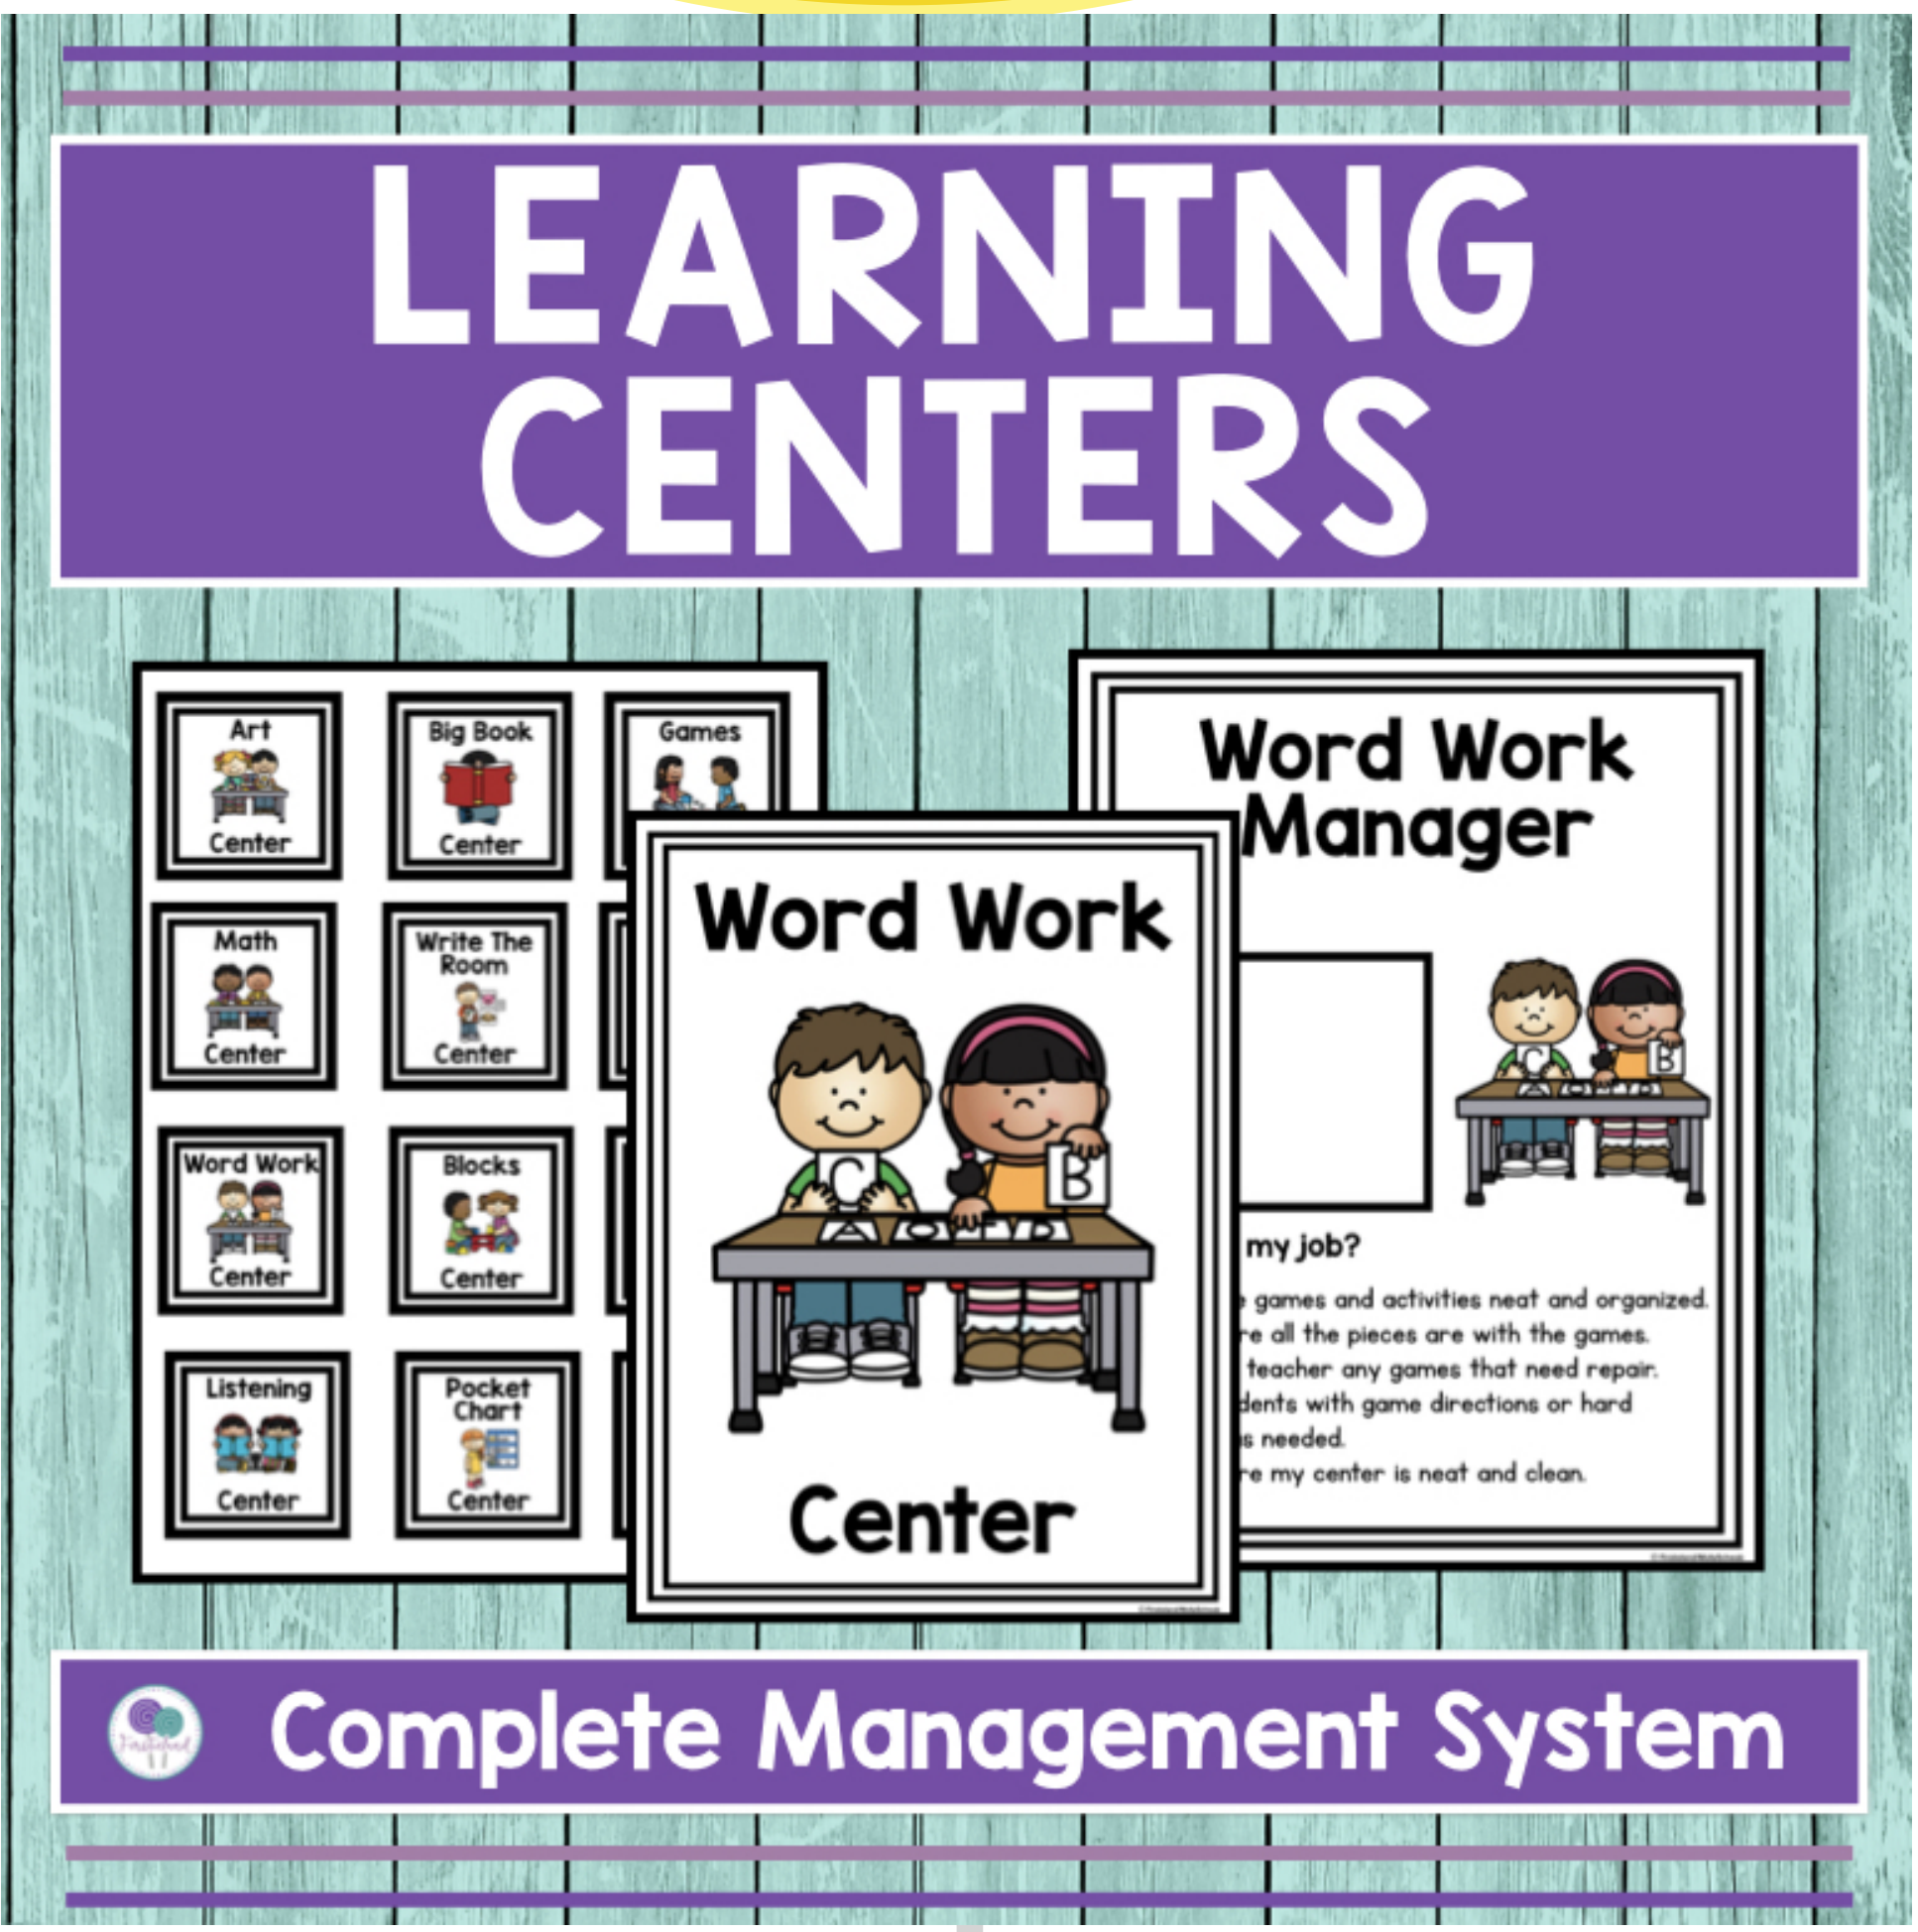 LEARNING
CENTERS
Art
Center
Big Book
Center
Games
Math
Center
Write The
Room
Center
Word Work
Center
Blocks
Center
Listening
Center
Pocket
Chart
Center
Word Work
C
B
A
O
F
D
Center
Word Work
Manager
C
B
my job?
games and activities neat and organized.
re all the pieces are with the games.
teacher any games that need repair.
dents with game directions or hard
s needed.
re my center is neat and clean.
Complete Management System